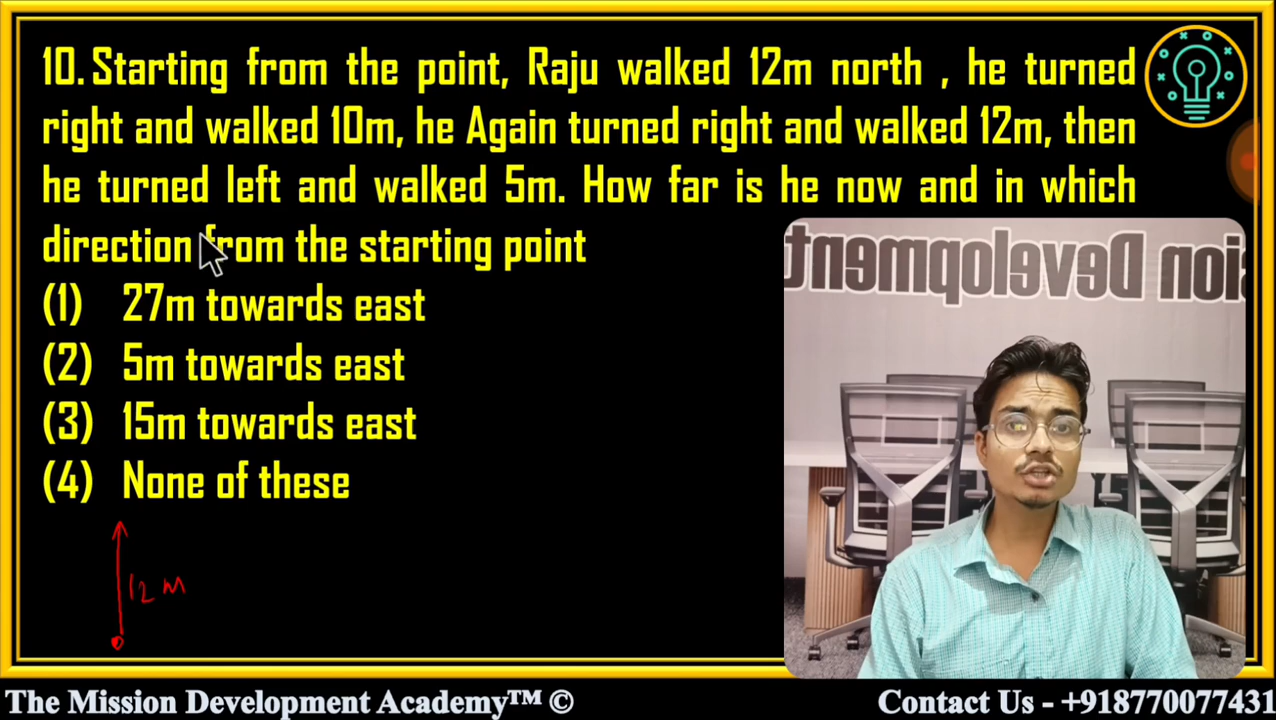 10. Starting from the point, Raju walked 12m north , he turned
right and walked 10m, he Again turned right and walked 12m, then
he turned left and walked 5m. How far is he now and in which
direction from the starting point
(1) 27m towards east
(2) 5m towards east
(3) 15m towards east
(4) None of these
12 M
sion Development
The Mission Development Academy™ ©
Contact Us - +918770077431